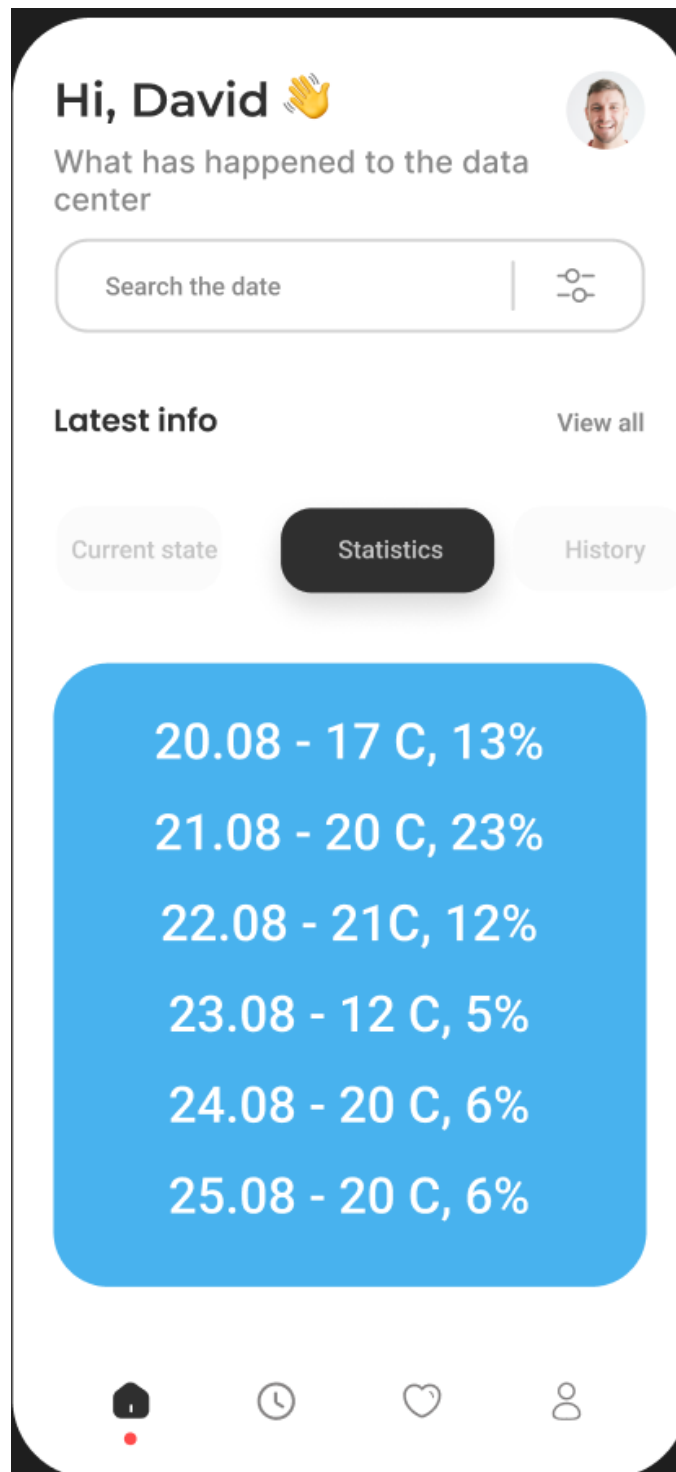 Hi, David 👋
What has happened to the data
center
Search the date
Latest info
View all
Current state
Statistics
History
20.08 - 17 C, 13%
21.08 - 20 C, 23%
22.08 - 21C, 12%
23.08 - 12 C, 5%
24.08 - 20 C, 6%
25.08 - 20 C, 6%